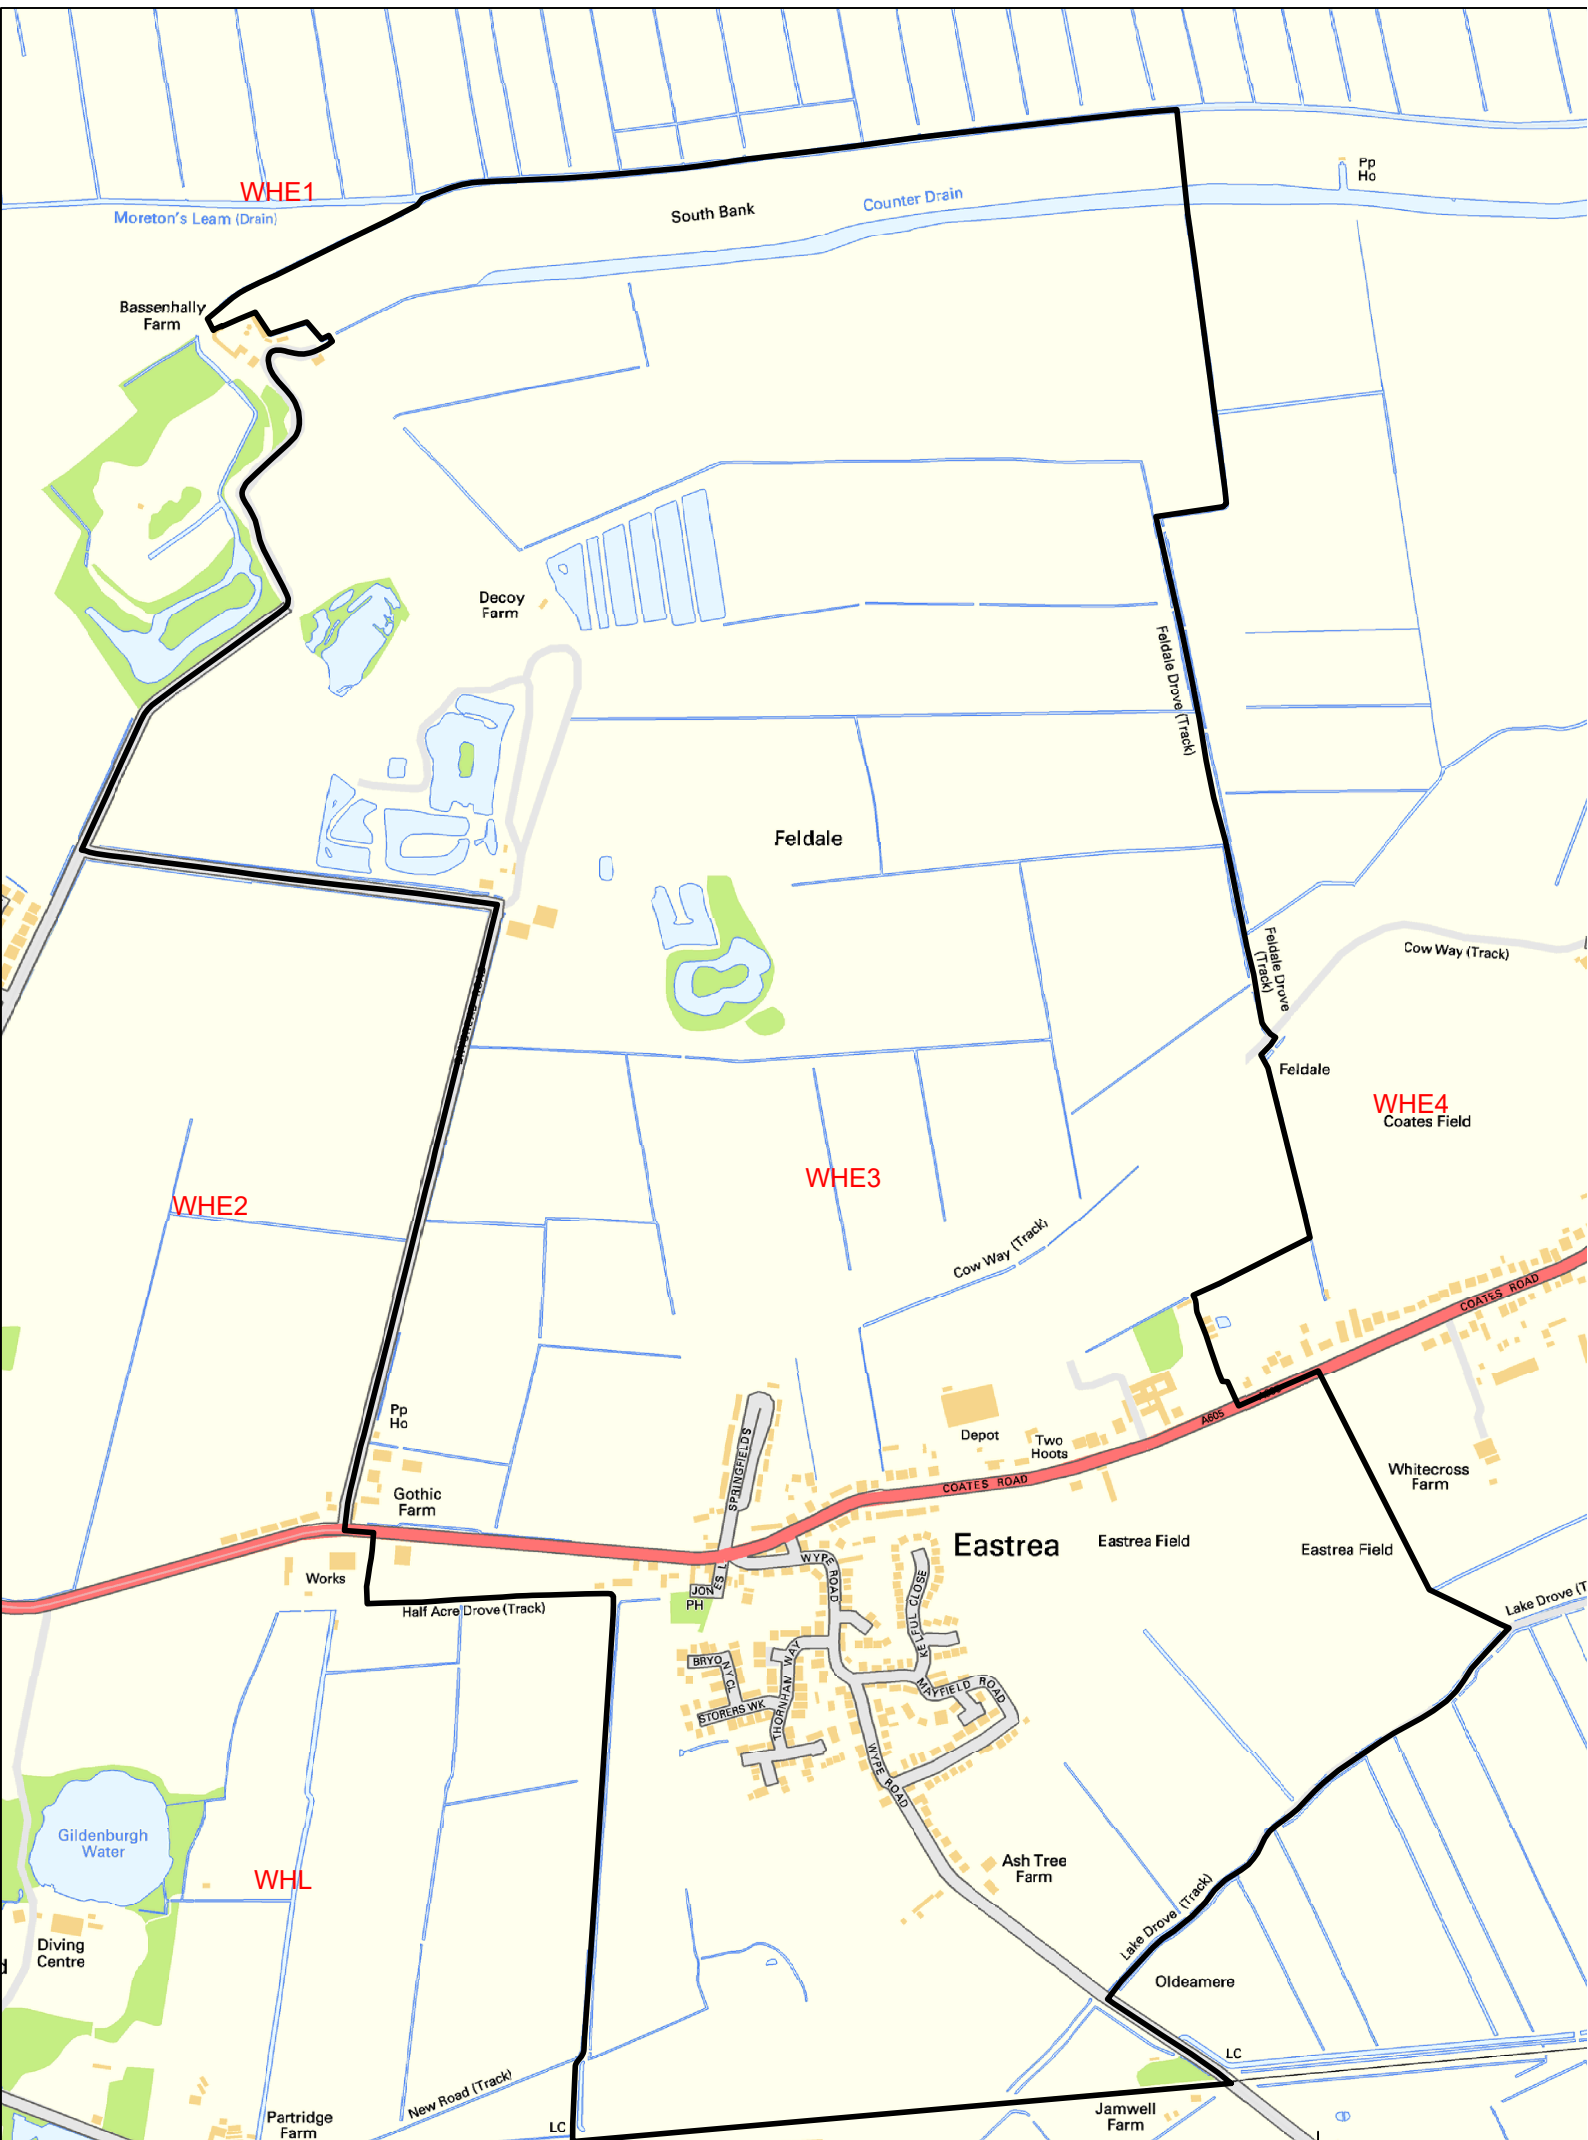 Pp
Ho
WHE1
Moreton's Leam (Drain)
South Bank
Counter Drain
Bassenhally
Farm
Decoy
Farm
Feldale Drove (Track)
Feldale
Feldale Drove
(Track)
Cow Way (Track)
Feldale
WHE4
Coates Field
WHE3
WHE2
Cow Way (Track)
COATES ROAD
Pp
Ho
A605
SPRINGFIELDS
Depot
Two
Hoots
COATES ROAD
Whitecross
Farm
Gothic
Farm
Eastrea
Eastrea Field
Eastrea Field
WYPE ROAD
Works
JONES L
PH
KELFUL CLOSE
Lake Drove (T
Half Acre Drove (Track)
BRYONY CL
THORNHAM WAY
MAYFIELD ROAD
STORERS WK
WYPE ROAD
Gildenburgh
Water
WHL
Ash Tree
Farm
Lake Drove (Track)
Diving
Centre
d
Oldeamere
LC
New Road (Track)
Jamwell
Farm
Partridge
Farm
LC